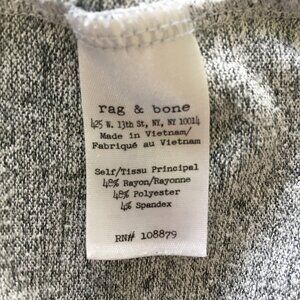 rag & bone
425 W. 13th St, NY, NY 10014
Made in Vietnam/
Fabriqué au Vietnam
Self/Tissu Principal
48% Rayon/Rayonne
48% Polyester
4% Spandex
RN# 108879